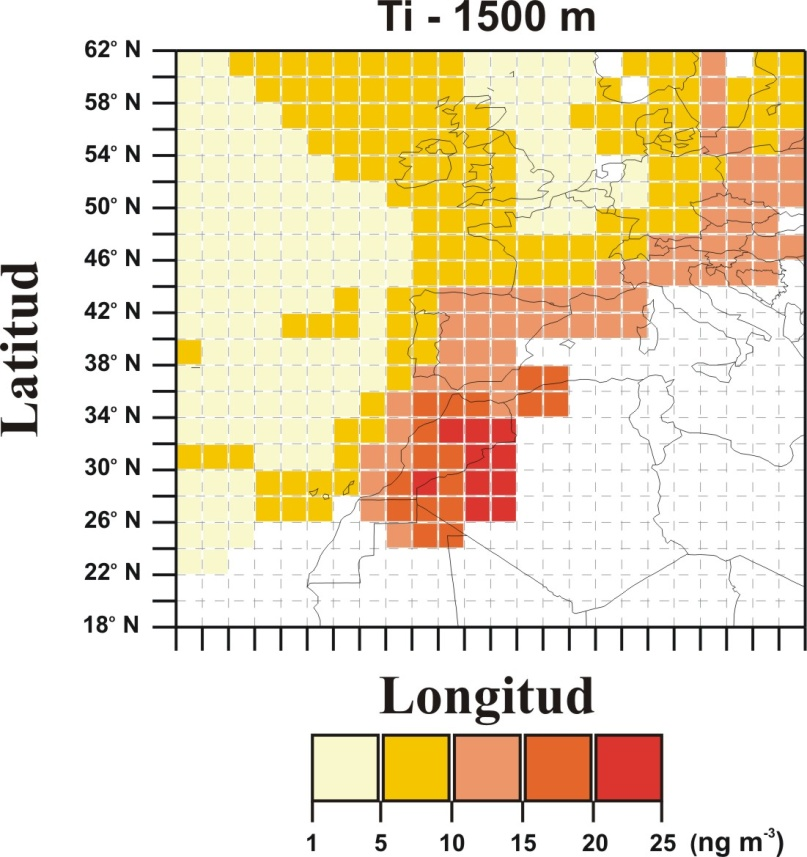 Ti - 1500 m
62° N
58° N
54° N
50° N
46° N
42° N
38° N
34° N
30° N
26° N
22° N
18° N
Latitud
Longitud
1 5 10 15 20 25 (ng m-3)